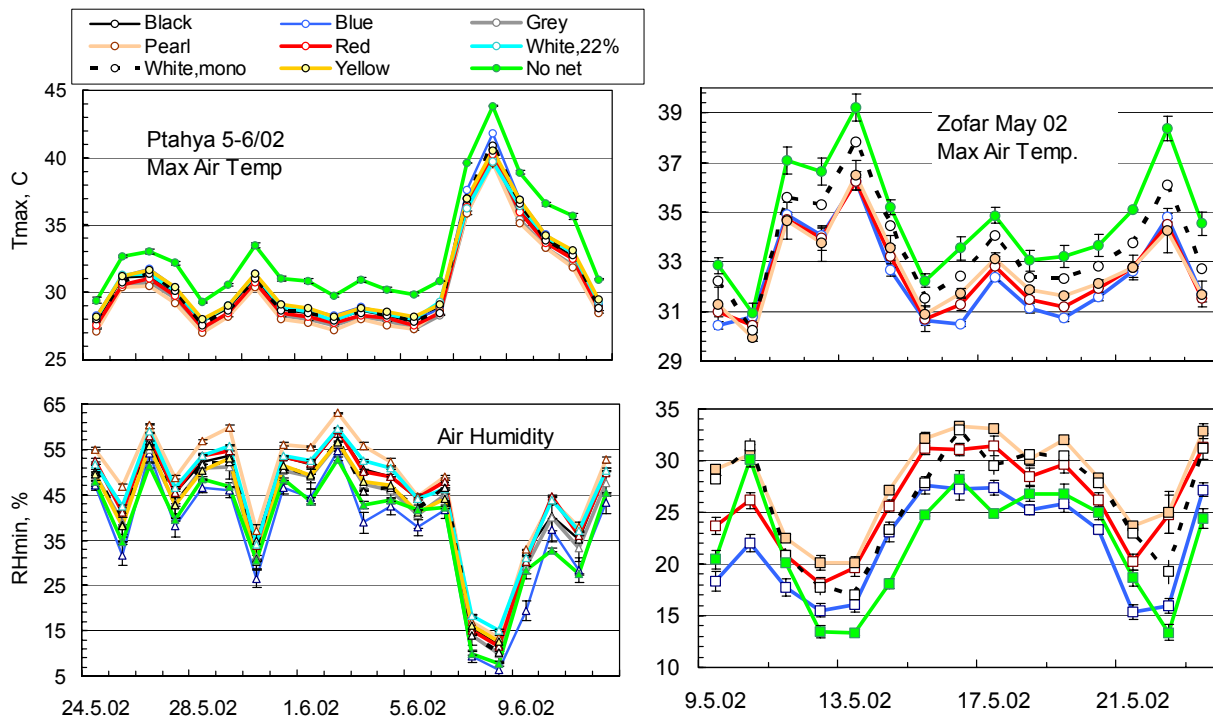 Black Blue Grey
Pearl Red White,22%
White,mono Yellow No net
Tmax, C
45
40
35
30
25
Ptahya 5-6/02
Max Air Temp
39
37
35
33
31
29
Zofar May 02
Max Air Temp.
RHmin, %
65
55
45
35
25
15
5
Air Humidity
24.5.02 28.5.02 1.6.02 5.6.02 9.6.02
35
30
25
20
15
10
9.5.02 13.5.02 17.5.02 21.5.02